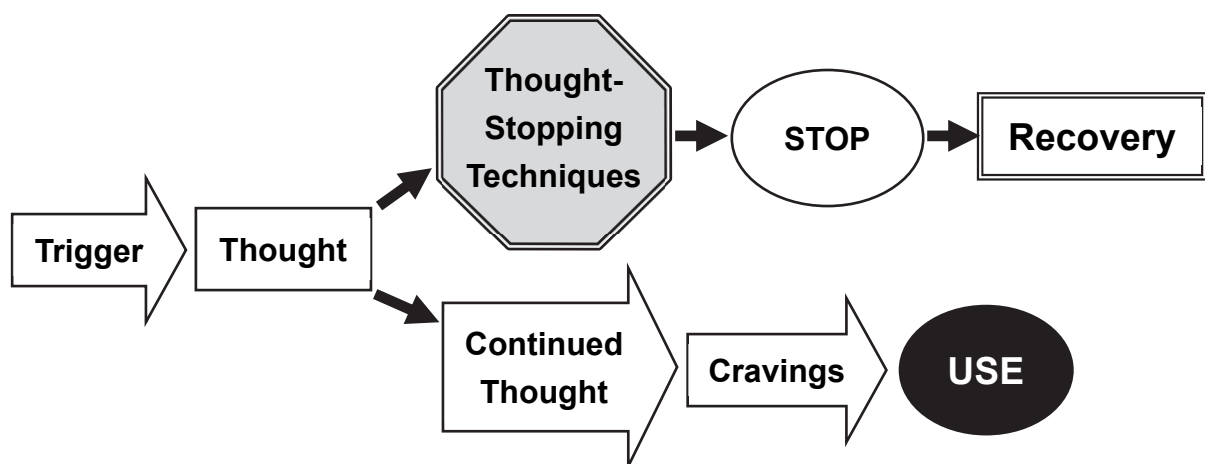 Trigger
Thought
Thought-
Stopping
Techniques
STOP
Recovery
Continued
Thought
Cravings
USE